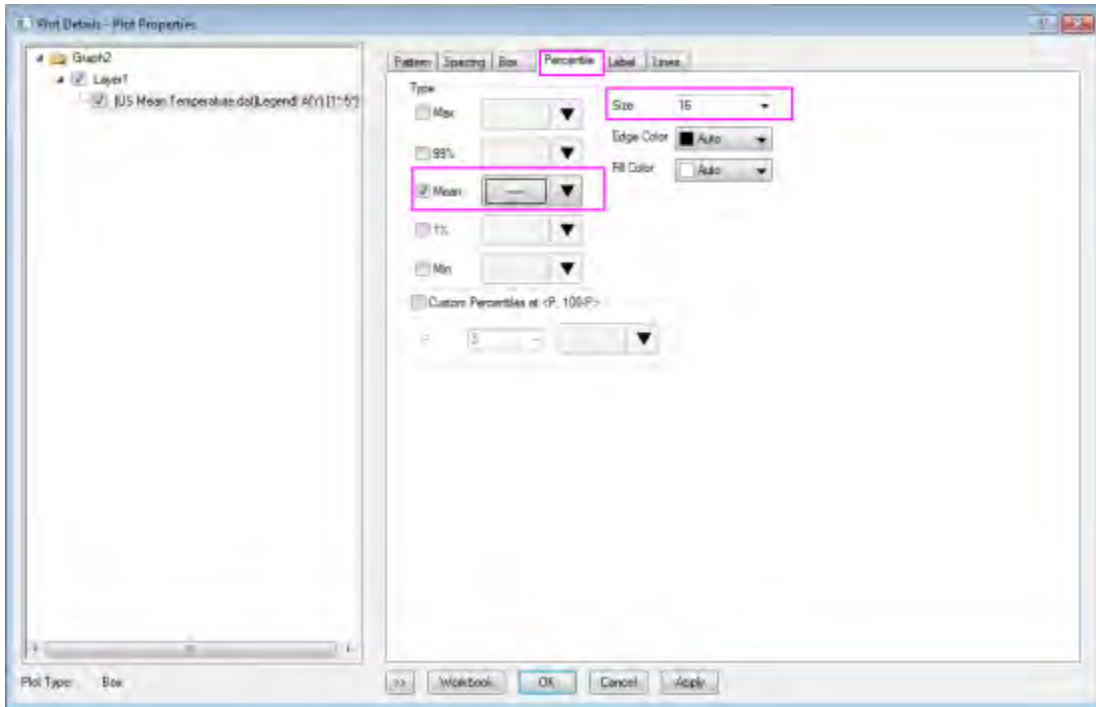 Plot Details - Plot Properties
Graph2
Layer1
[US Mean Temperature.dat]Legend! A(Y) [1*:5*]
Pattern Spacing Box Percentile Label Lines
Type
Max
Size 16
Edge Color Auto
99%
Fill Color Auto
Mean
1%
Min
Custom Percentiles at <P, 100-P>
Plot Type: Box
>> Workbook OK Cancel Apply